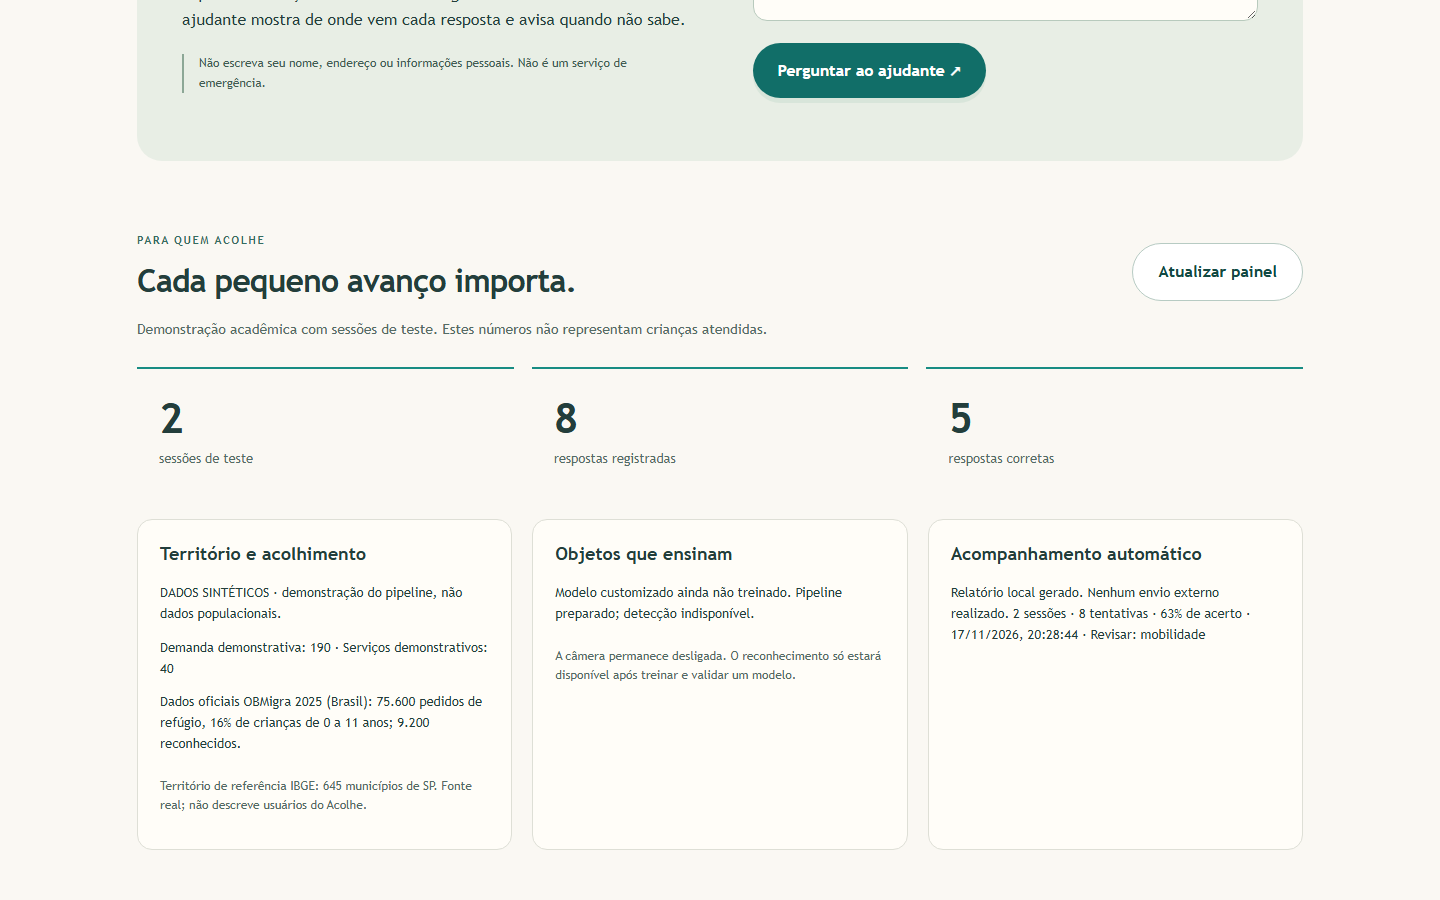 ajudante mostra de onde vem cada resposta e avisa quando não sabe.
Não escreva seu nome, endereço ou informações pessoais. Não é um serviço de
emergência.
Perguntar ao ajudante ↗
PARA QUEM ACOLHE
Cada pequeno avanço importa.
Atualizar painel
Demonstração acadêmica com sessões de teste. Estes números não representam crianças atendidas.
2
sessões de teste
8
respostas registradas
5
respostas corretas
Território e acolhimento
DADOS SINTÉTICOS · demonstração do pipeline, não
dados populacionais.
Demanda demonstrativa: 190 · Serviços demonstrativos:
40
Dados oficiais OBMigra 2025 (Brasil): 75.600 pedidos de
refúgio, 16% de crianças de 0 a 11 anos; 9.200
reconhecidos.
Território de referência IBGE: 645 municípios de SP. Fonte
real; não descreve usuários do Acolhe.
Objetos que ensinam
Modelo customizado ainda não treinado. Pipeline
preparado; detecção indisponível.
A câmera permanece desligada. O reconhecimento só estará
disponível após treinar e validar um modelo.
Acompanhamento automático
Relatório local gerado. Nenhum envio externo
realizado. 2 sessões · 8 tentativas · 63% de acerto ·
17/11/2026, 20:28:44 · Revisar: mobilidade